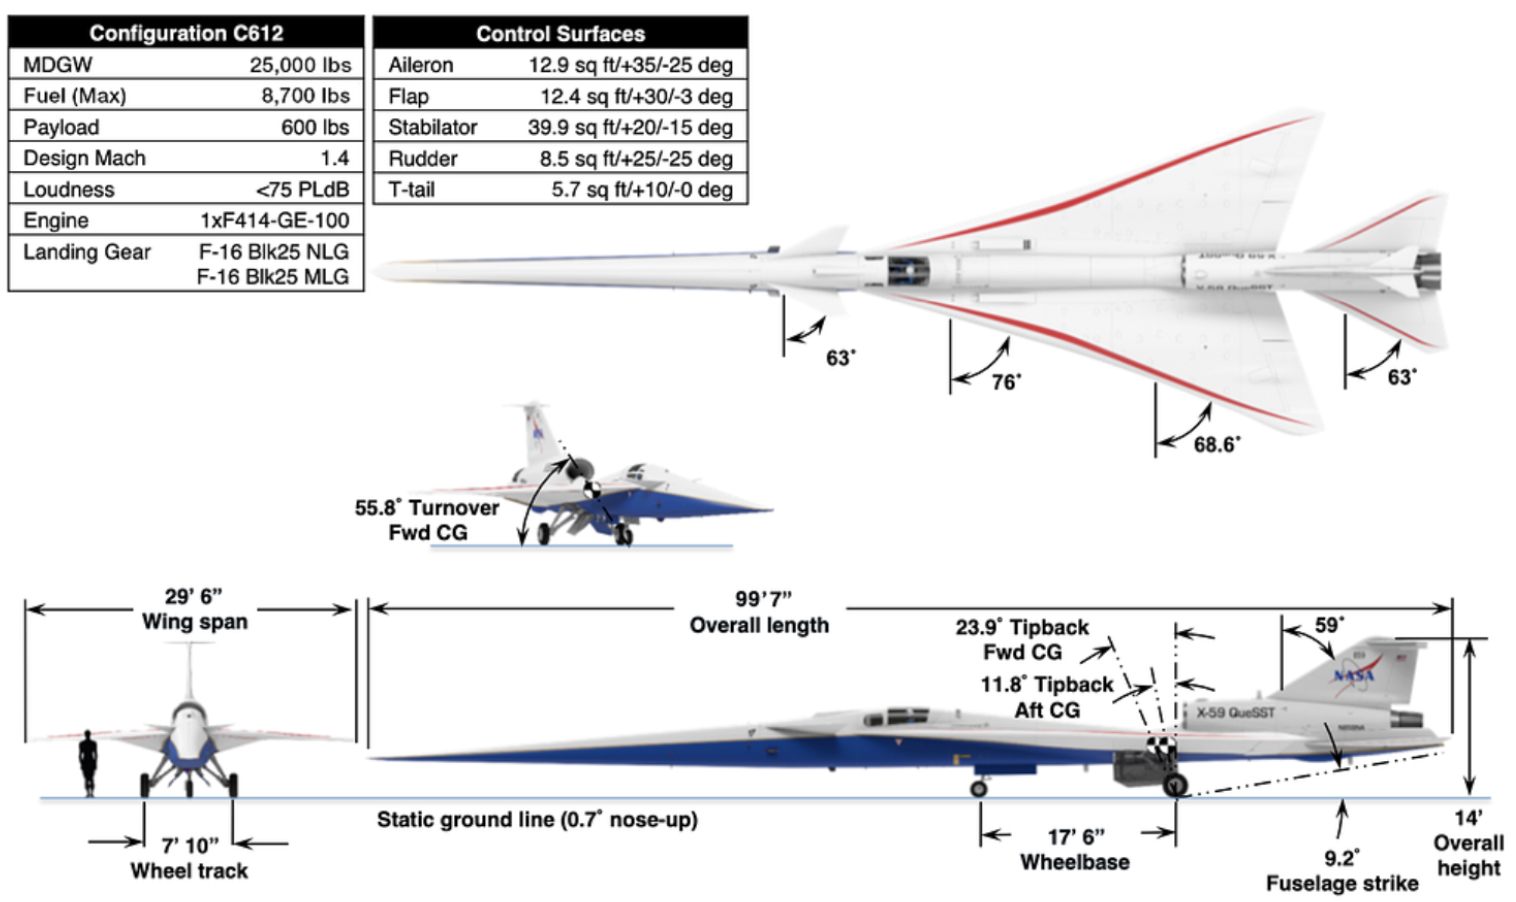 Configuration C612
MDGW 25,000 lbs
Fuel (Max) 8,700 lbs
Payload 600 lbs
Design Mach 1.4
Loudness <75 PLdB
Engine 1xF414-GE-100
Landing Gear F-16 Blk25 NLG
F-16 Blk25 MLG
Control Surfaces
Aileron 12.9 sq ft/+35/-25 deg
Flap 12.4 sq ft/+30/-3 deg
Stabilator 39.9 sq ft/+20/-15 deg
Rudder 8.5 sq ft/+25/-25 deg
T-tail 5.7 sq ft/+10/-0 deg
X-59 QueSST
63°
76°
68.6°
63°
55.8° Turnover
Fwd CG
29' 6”
Wing span
7' 10”
Wheel track
99'7”
Overall length
23.9° Tipback
Fwd CG
11.8° Tipback
Aft CG
59°
NASA
X-59 QueSST
Static ground line (0.7° nose-up)
17' 6”
Wheelbase
9.2°
Fuselage strike
14'
Overall
height